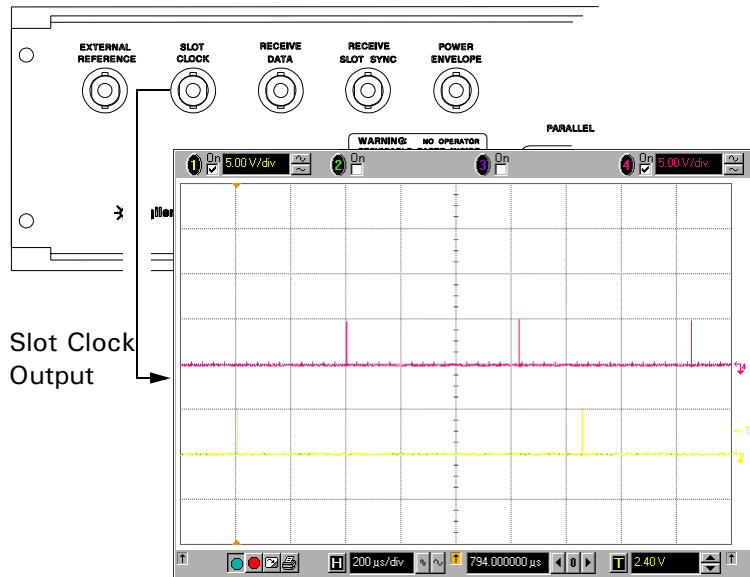 EXTERNAL REFERENCE
SLOT CLOCK
RECEIVE DATA
RECEIVE SLOT SYNC
POWER ENVELOPE
WARNING: NO OPERATOR
PARALLEL
1 On 5.00 V/div 2 On 3 On 4 On 5.00 V/div
Slot Clock
Output
4
T
1
H 200 µs/div 794.000000 µs 0 T 2.40 V